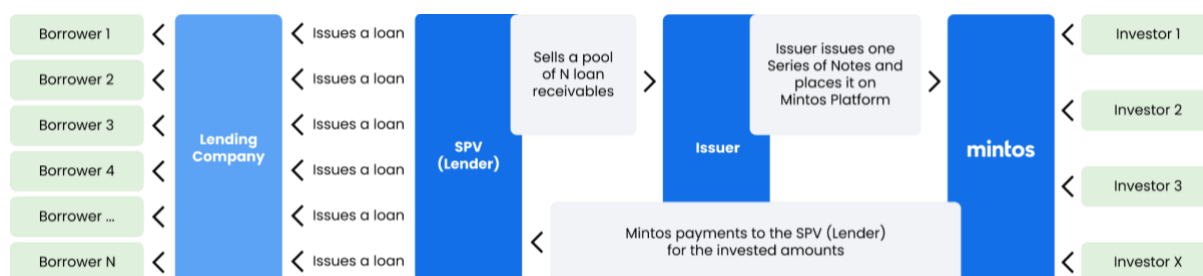 Borrower 1
Borrower 2
Borrower 3
Borrower 4
Borrower ...
Borrower N
Lending
Company
Issues a loan
Issues a loan
Issues a loan
Issues a loan
Issues a loan
Issues a loan
SPV
(Lender)
Sells a pool
of N loan
receivables
Issuer
Issuer issues one
Series of Notes and
places it on
Mintos Platform
Mintos payments to the SPV (Lender)
for the invested amounts
mintos
Investor 1
Investor 2
Investor 3
Investor X